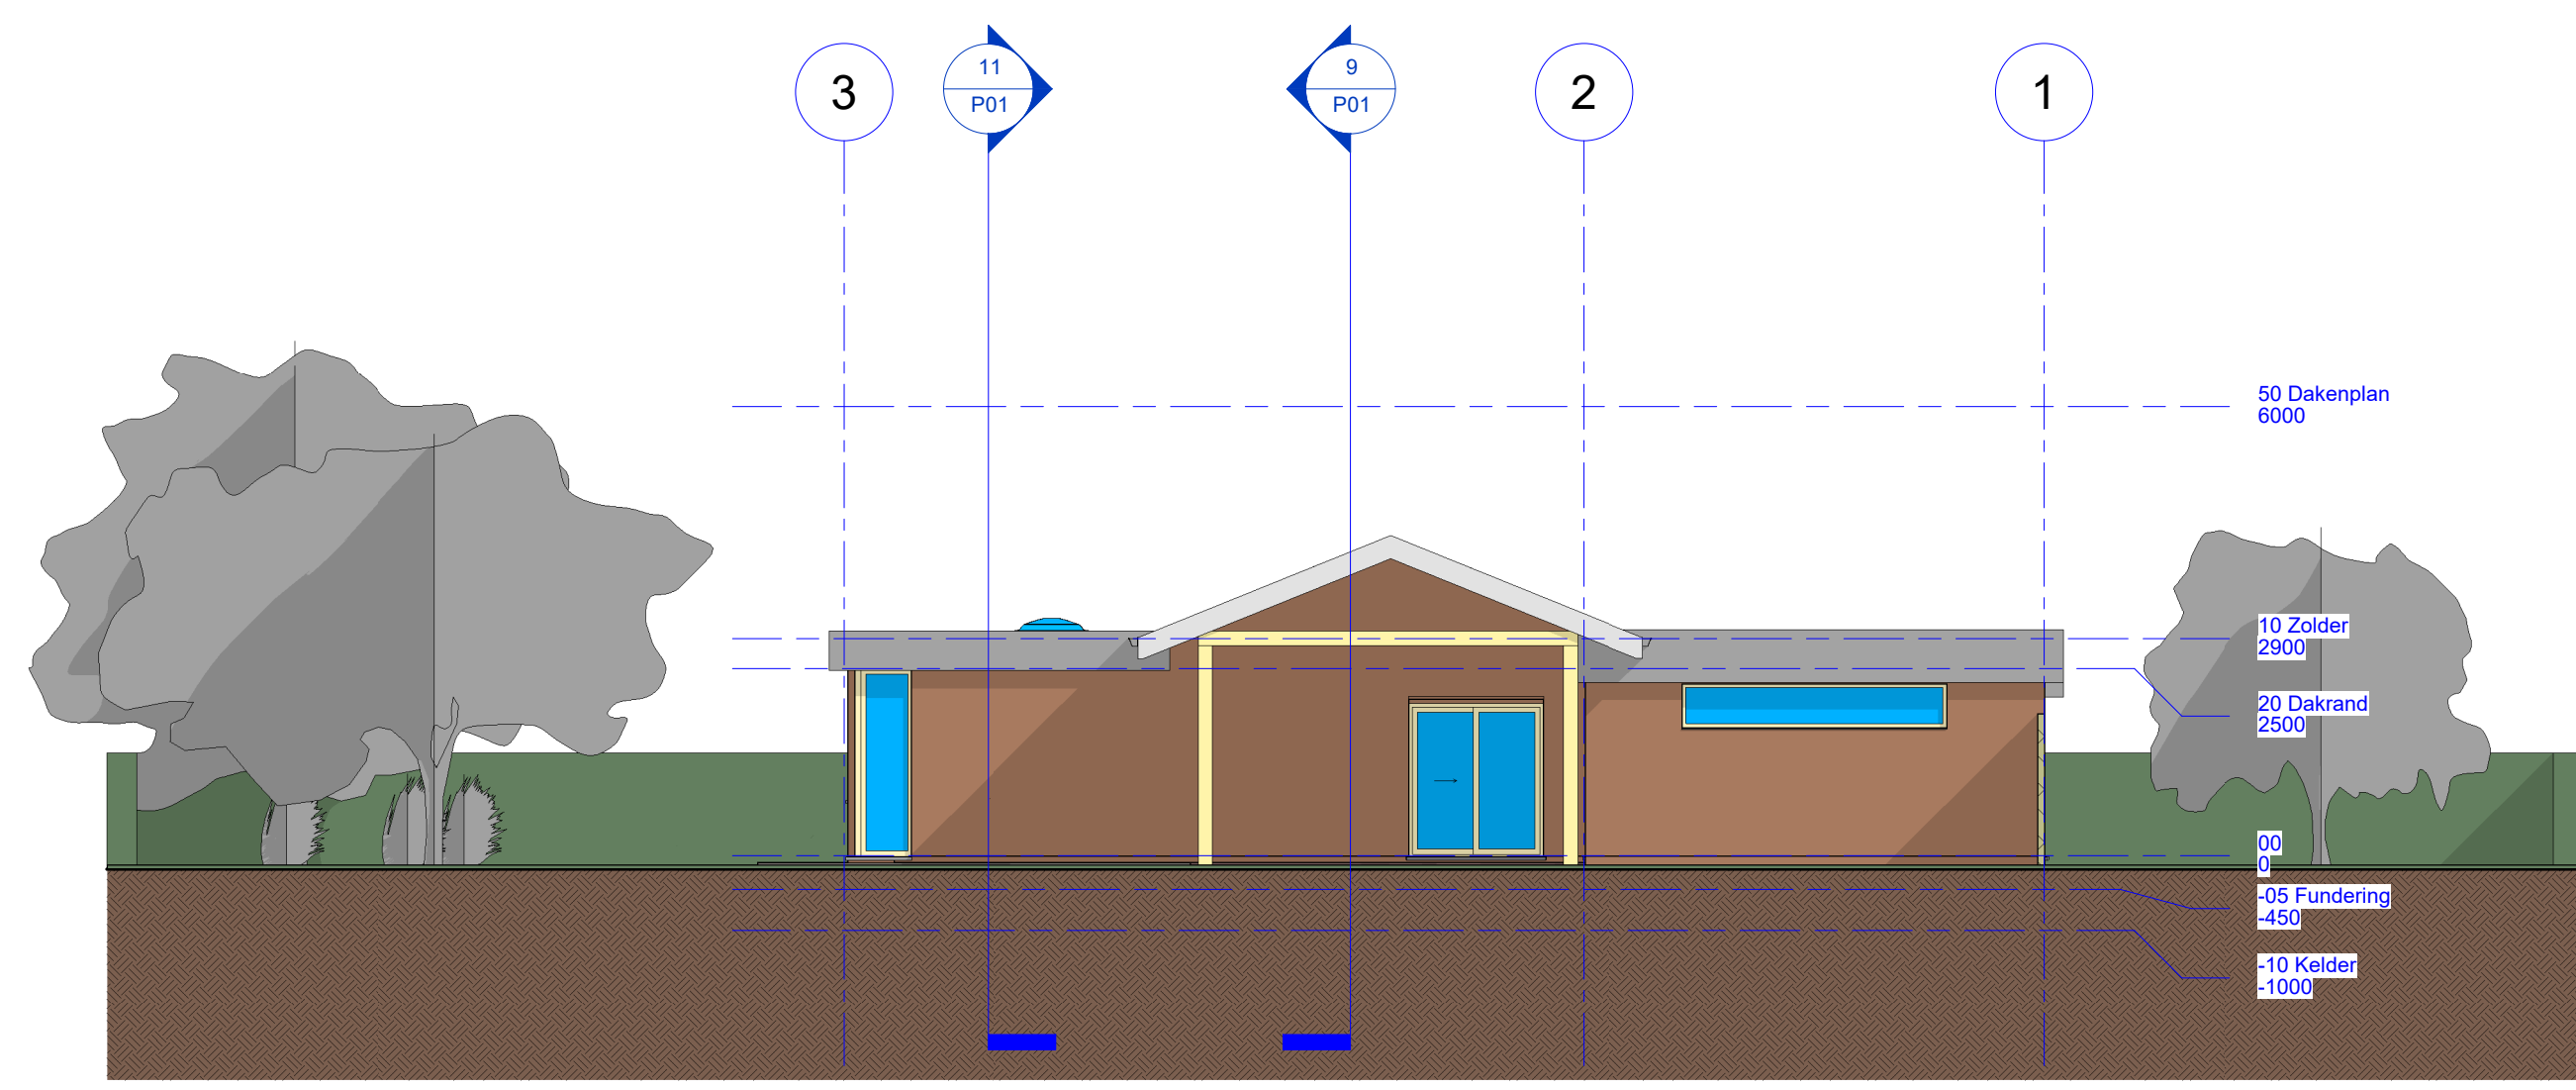 3
11
P01
9
P01
2
1
50 Dakenplan
6000
10 Zolder
2900
20 Dakrand
2500
00
0
-05 Fundering
-450
-10 Kelder
-1000